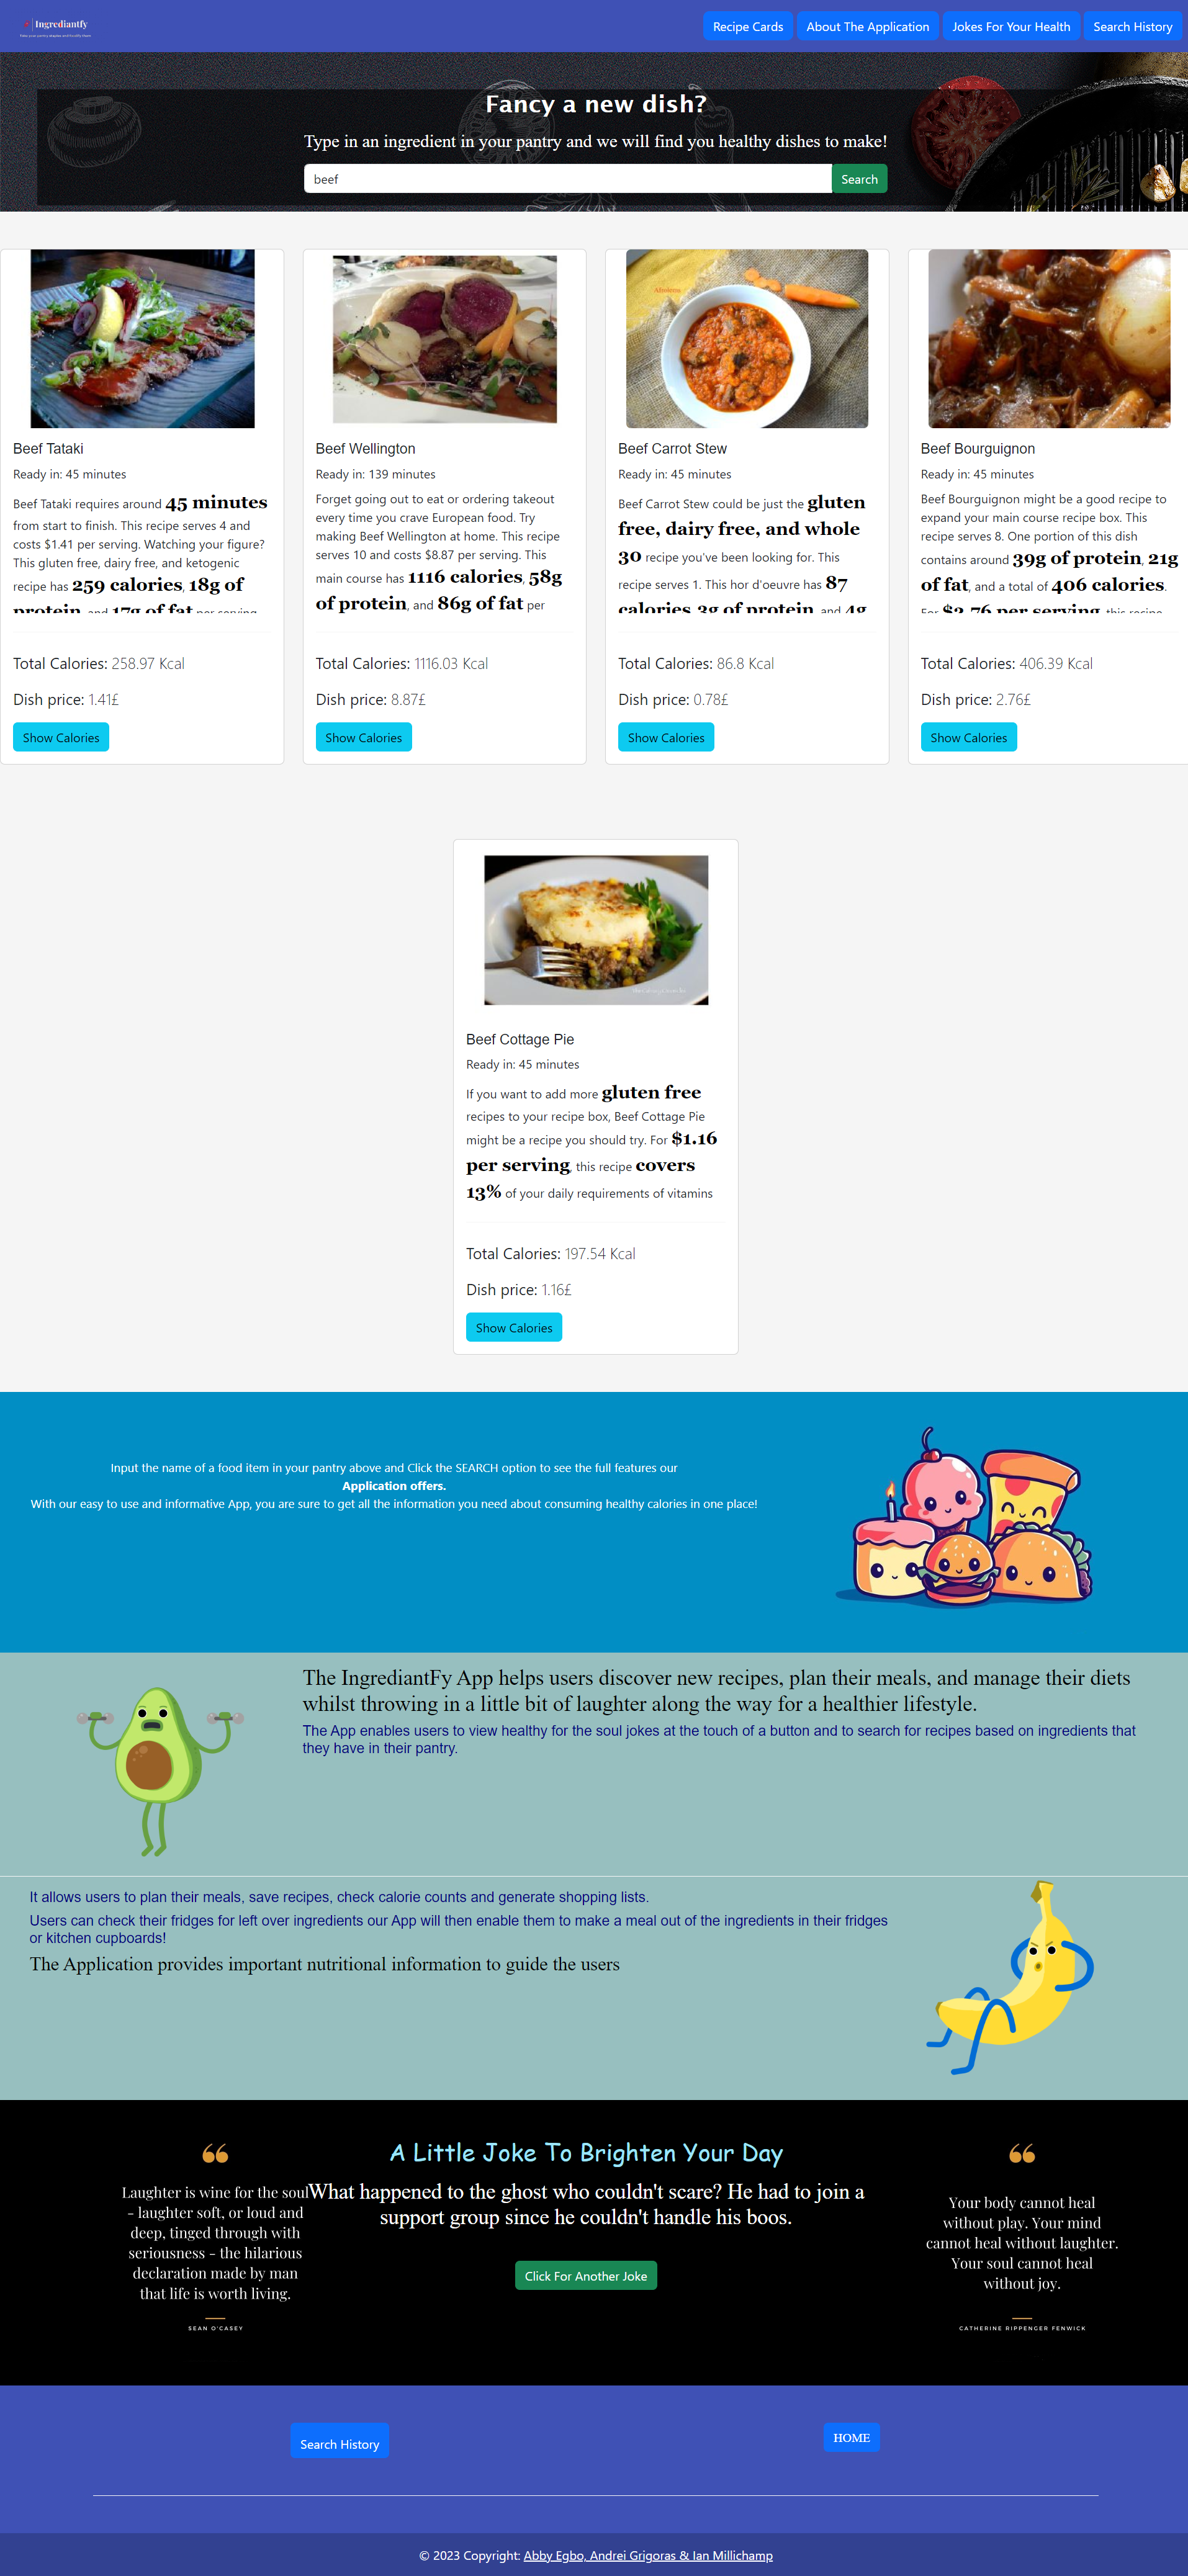 Ingrediantfy
Recipe Cards
About The Application
Jokes For Your Health
Search History
Fancy a new dish?
Type in an ingredient in your pantry and we will find you healthy dishes to make!
beef
Search
Beef Tataki
Ready in: 45 minutes
Beef Tataki requires around 45 minutes
from start to finish. This recipe serves 4 and
costs $1.41 per serving. Watching your figure?
This gluten free, dairy free, and ketogenic
recipe has 259 calories, 18g of
protein, and 17g of fat per serving
Total Calories: 258.97 Kcal
Dish price: 1.41£
Show Calories
Beef Wellington
Ready in: 139 minutes
Forget going out to eat or ordering takeout
every time you crave European food. Try
making Beef Wellington at home. This recipe
serves 10 and costs $8.87 per serving. This
main course has 1116 calories, 58g
of protein, and 86g of fat per
Total Calories: 1116.03 Kcal
Dish price: 8.87£
Show Calories
Beef Carrot Stew
Ready in: 45 minutes
Beef Carrot Stew could be just the gluten
free, dairy free, and whole
30 recipe you've been looking for. This
recipe serves 1. This hor d'oeuvre has 87
calories, 3g of protein, and 4g
Total Calories: 86.8 Kcal
Dish price: 0.78£
Show Calories
Beef Bourguignon
Ready in: 45 minutes
Beef Bourguignon might be a good recipe to
expand your main course recipe box. This
recipe serves 8. One portion of this dish
contains around 39g of protein, 21g
of fat, and a total of 406 calories.
For $2.76 per serving, this recipe
Total Calories: 406.39 Kcal
Dish price: 2.76£
Show Calories
Beef Cottage Pie
Ready in: 45 minutes
If you want to add more gluten free
recipes to your recipe box, Beef Cottage Pie
might be a recipe you should try. For $1.16
per serving, this recipe covers
13% of your daily requirements of vitamins
Total Calories: 197.54 Kcal
Dish price: 1.16£
Show Calories
Input the name of a food item in your pantry above and Click the SEARCH option to see the full features our
Application offers.
With our easy to use and informative App, you are sure to get all the information you need about consuming healthy calories in one place!
The IngrediantFy App helps users discover new recipes, plan their meals, and manage their diets
whilst throwing in a little bit of laughter along the way for a healthier lifestyle.
The App enables users to view healthy for the soul jokes at the touch of a button and to search for recipes based on ingredients that
they have in their pantry.
It allows users to plan their meals, save recipes, check calorie counts and generate shopping lists.
Users can check their fridges for left over ingredients our App will then enable them to make a meal out of the ingredients in their fridges
or kitchen cupboards!
The Application provides important nutritional information to guide the users
Laughter is wine for the soul
- laughter soft, or loud and
deep, tinged through with
seriousness - the hilarious
declaration made by man
that life is worth living.
SEAN O'CASEY
A Little Joke To Brighten Your Day
What happened to the ghost who couldn't scare? He had to join a
support group since he couldn't handle his boos.
Click For Another Joke
Your body cannot heal
without play. Your mind
cannot heal without laughter.
Your soul cannot heal
without joy.
CATHERINE RIPPENGER FENWICK
Search History
HOME
© 2023 Copyright: Abby Egbo, Andrei Grigoras & Ian Millichamp